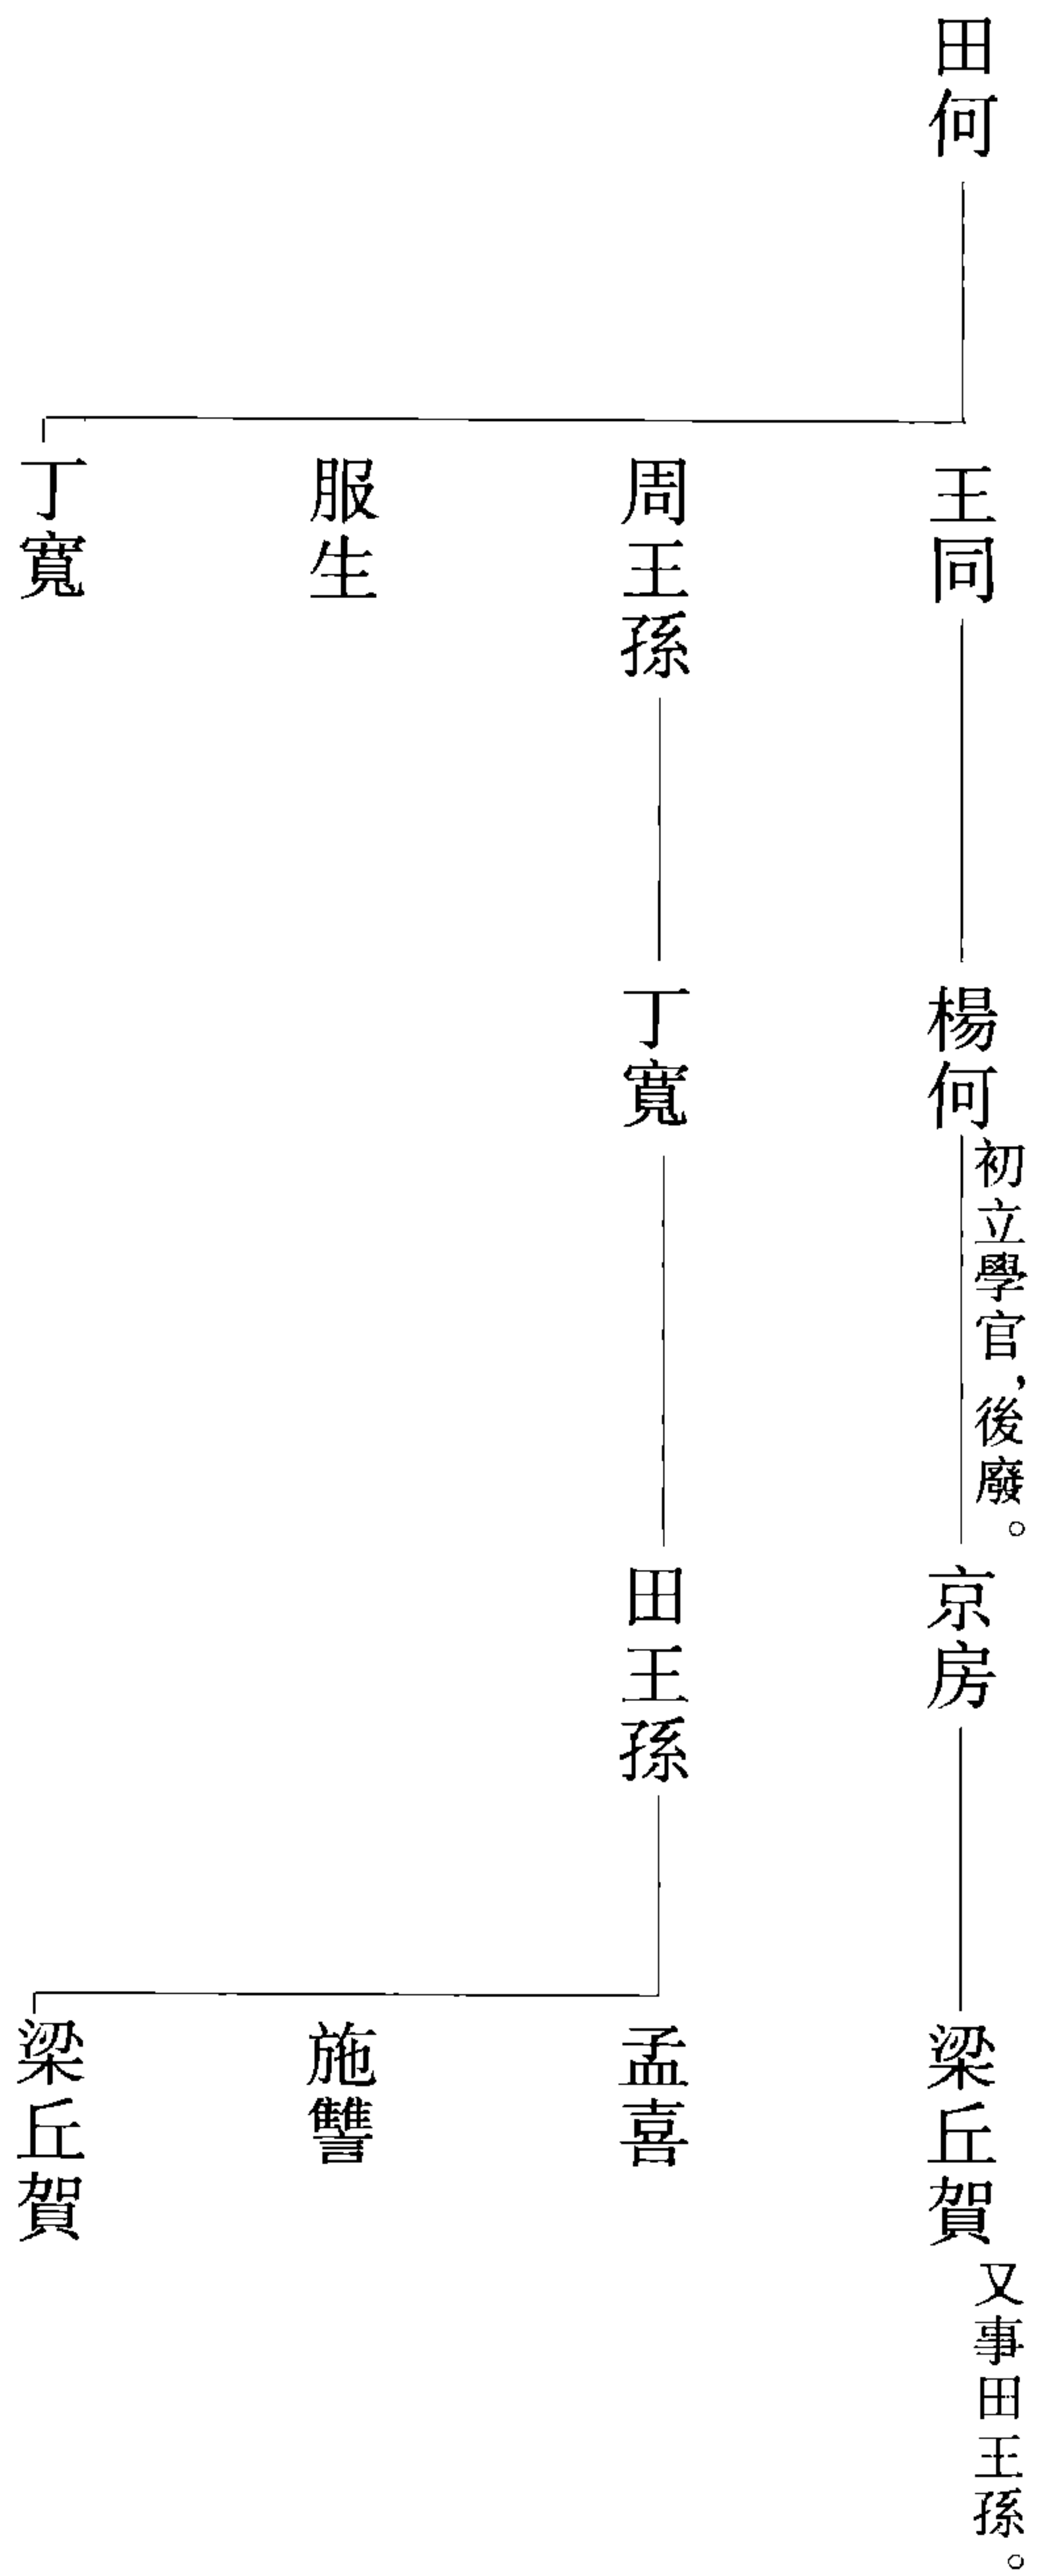 田何
王同
楊何
初立學官，後廢。
京房
梁丘賀
又事田王孫。
周王孫
丁寬
田王孫
孟喜
服生
施讐
丁寬
梁丘賀